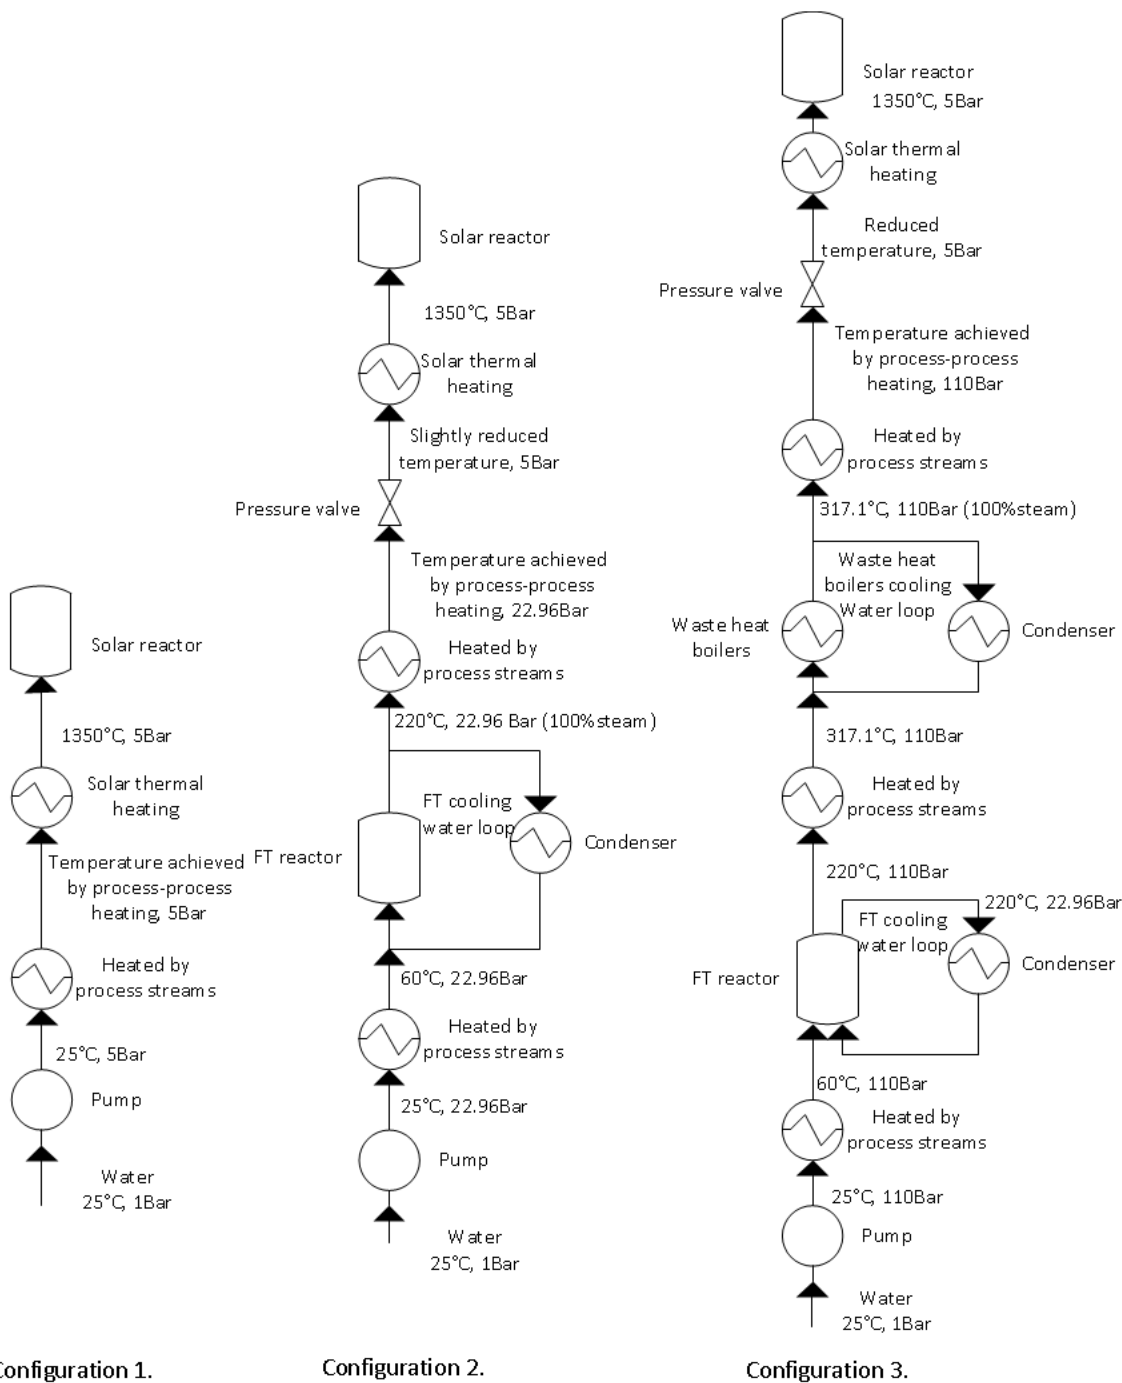 Solar reactor
1350°C, 5Bar
Solar thermal
heating
Temperature achieved
by process-process
heating, 5Bar
Heated by
process streams
25°C, 5Bar
Pump
Water
25°C, 1Bar
onfiguration 1.
Solar reactor
1350°C, 5Bar
Solar thermal
heating
Slightly reduced
temperature, 5Bar
Pressure valve
Temperature achieved
by process-process
heating, 22.96Bar
Heated by
process streams
220°C, 22.96 Bar (100%steam)
FT cooling
water loop
FT reactor
Condenser
60°C, 22.96Bar
Heated by
process streams
25°C, 22.96Bar
Pump
Water
25°C, 1Bar
Configuration 2.
Solar reactor
1350°C, 5Bar
Solar thermal
heating
Reduced
temperature, 5Bar
Pressure valve
Temperature achieved
by process-process
heating, 110Bar
Heated by
process streams
317.1°C, 110Bar (100%steam)
Waste heat
boilers cooling
Water loop
Waste heat
boilers
Condenser
317.1°C, 110Bar
Heated by
process streams
220°C, 110Bar
220°C, 22.96Bar
FT cooling
water loop
FT reactor
Condenser
60°C, 110Bar
Heated by
process streams
25°C, 110Bar
Pump
Water
25°C, 1Bar
Configuration 3.